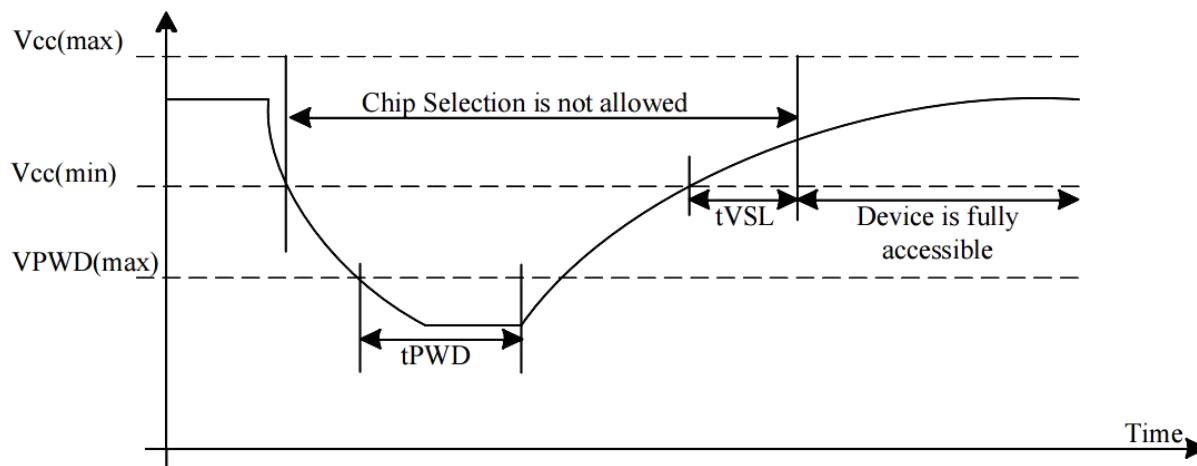 Vcc(max)
Chip Selection is not allowed
Vcc(min)
tVSL
Device is fully
accessible
VPWD(max)
tPWD
Time